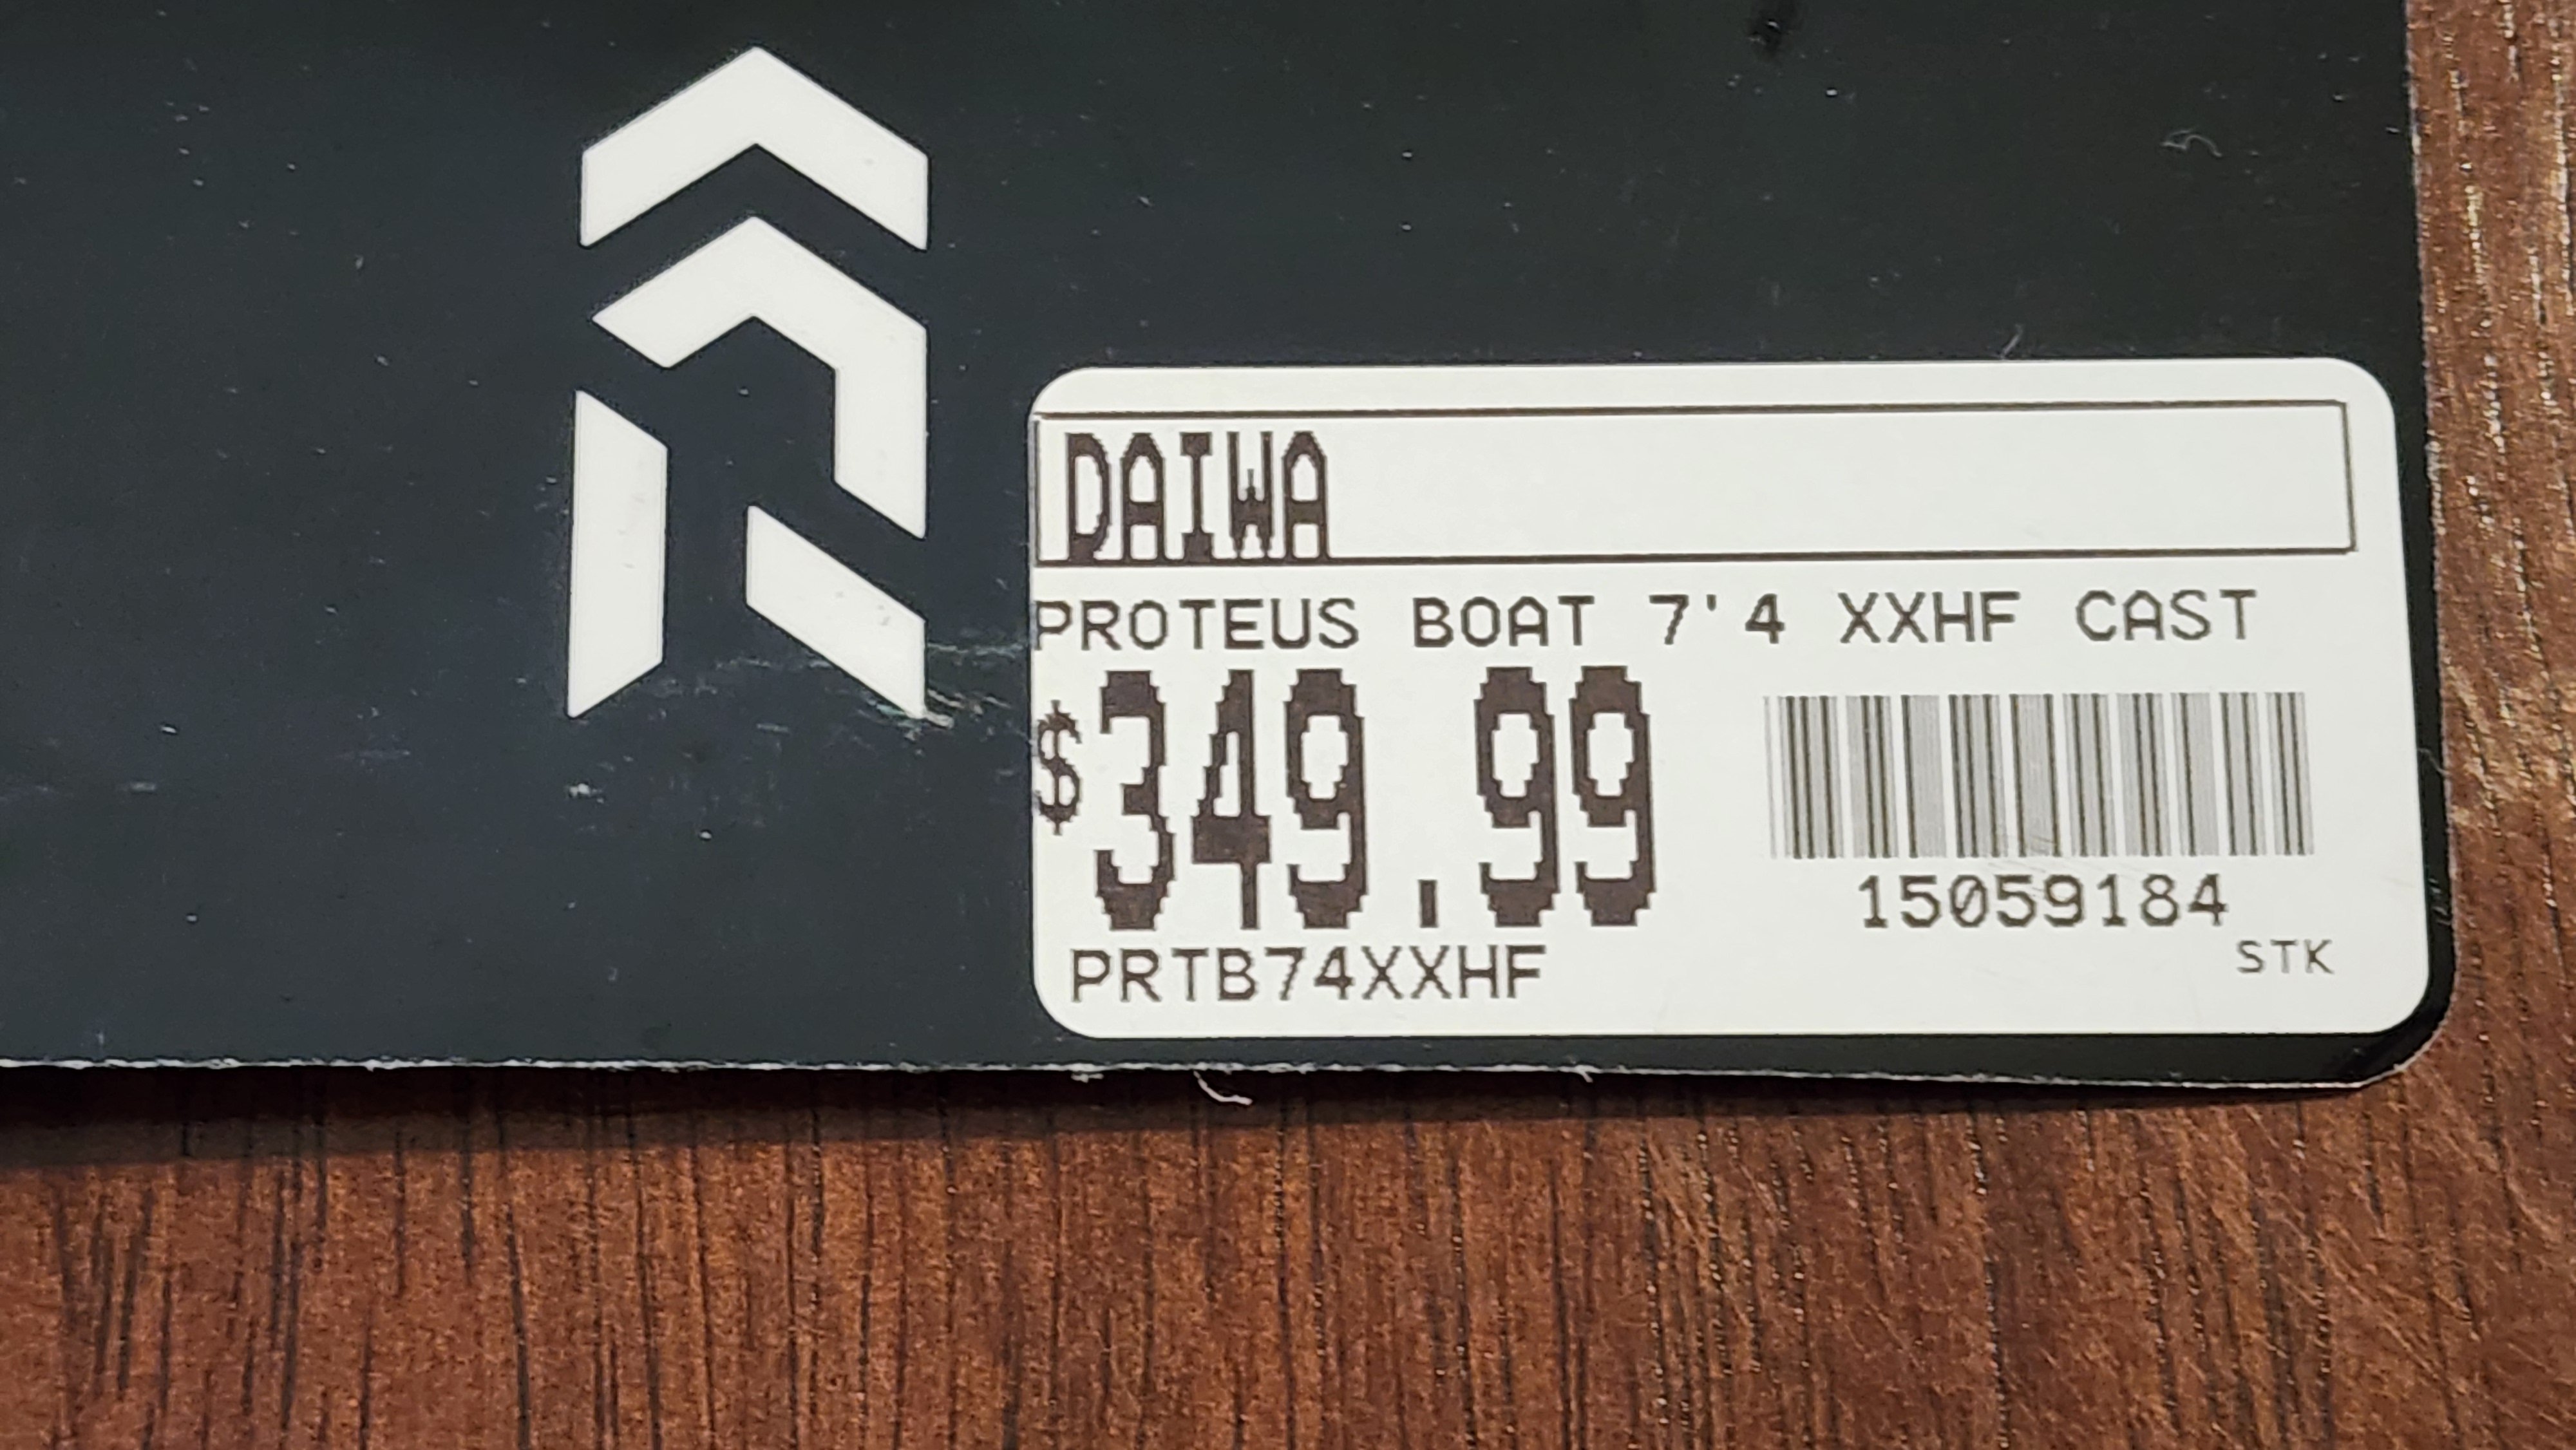 DAIWA
PROTEUS BOAT 7'4 XXHF CAST
$349.99
15059184
PRTB74XXHF
STK